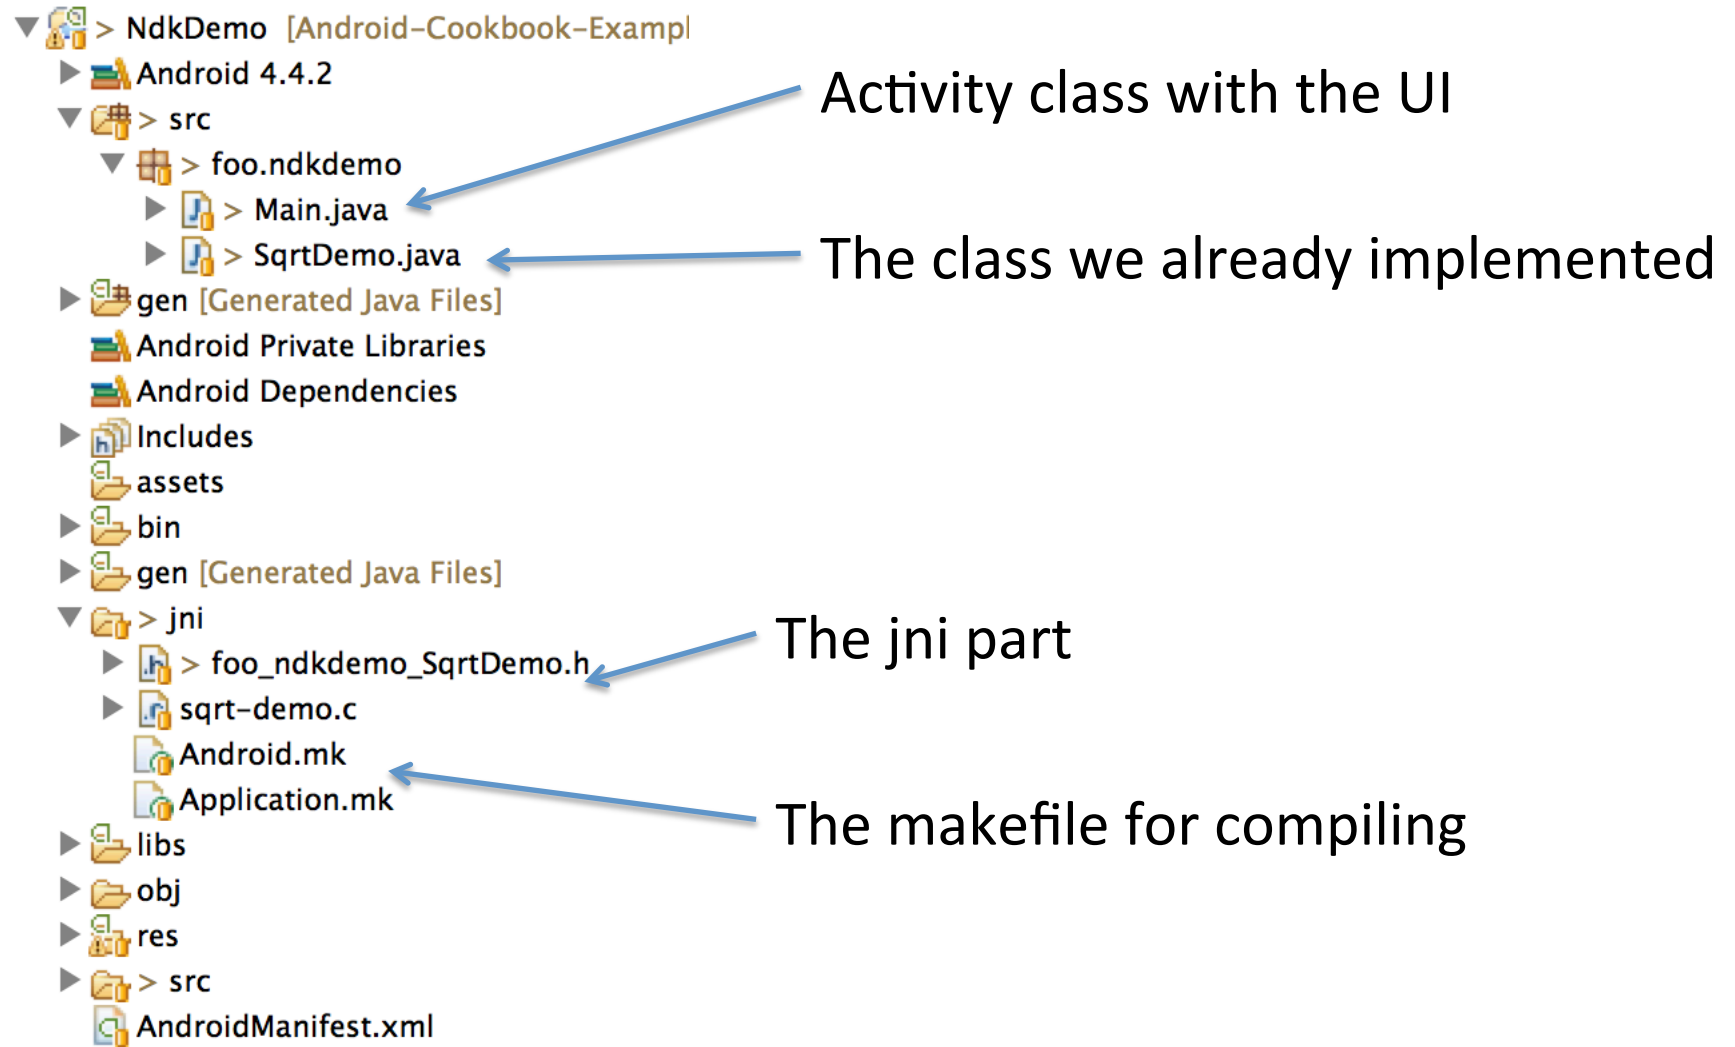 > NdkDemo [Android-Cookbook-Exampl
Android 4.4.2
> src
> foo.ndkdemo
> Main.java
> SqrtDemo.java
gen [Generated Java Files]
Android Private Libraries
Android Dependencies
Includes
assets
bin
gen [Generated Java Files]
> jni
> foo_ndkdemo_SqrtDemo.h
sqrt-demo.c
Android.mk
Application.mk
libs
obj
res
> src
AndroidManifest.xml
Activity class with the UI
The class we already implemented
The jni part
The makefile for compiling